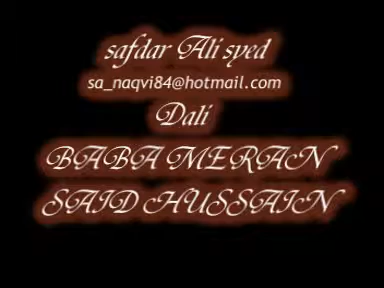 safdar Ali syed
sa_naqvi84@hotmail.com
Dali
BABA MERAN
SAID HUSSAIN